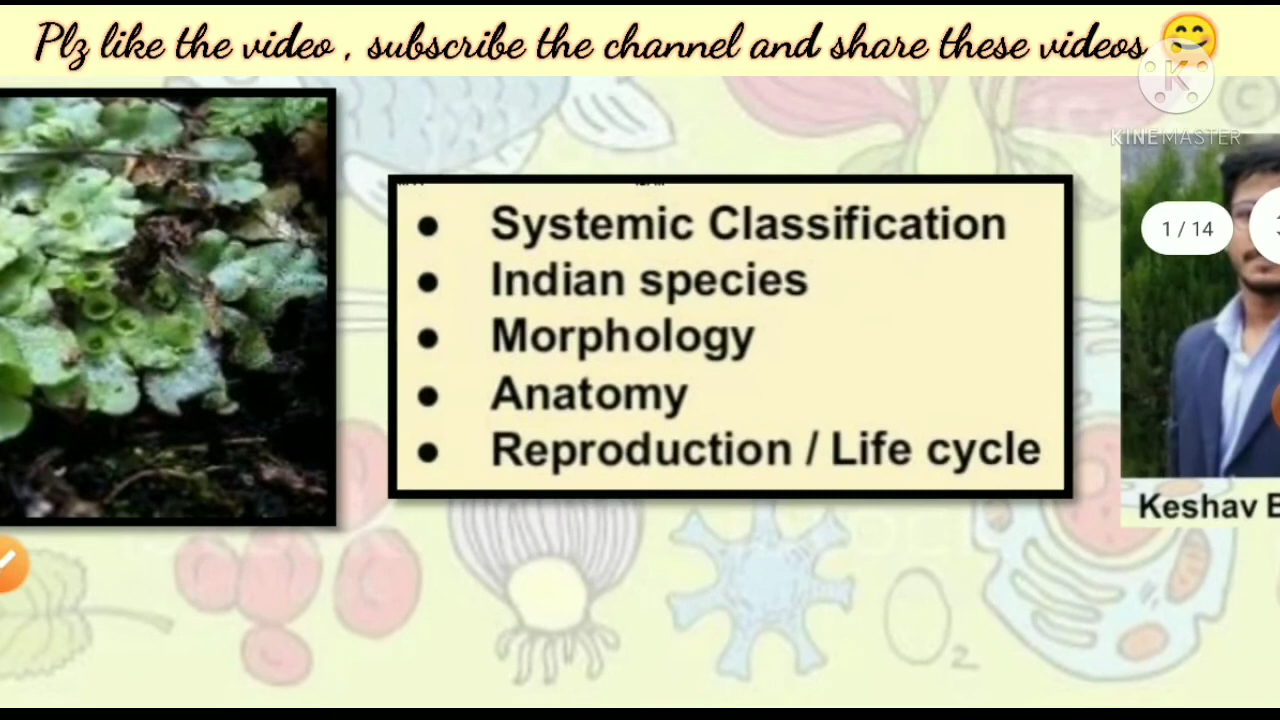 Plz like the video , subscribe the channel and share these videos 😊
KINEMASTER
1 / 14
● Systemic Classification
● Indian species
● Morphology
● Anatomy
● Reproduction / Life cycle
Keshav
O2